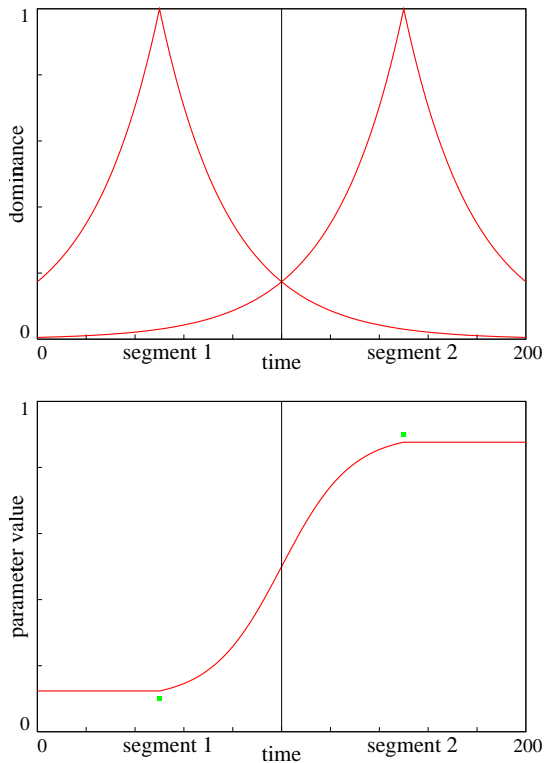 1
dominance
0
0
segment 1
time
segment 2
200
1
parameter value
0
0
segment 1
time
segment 2
200